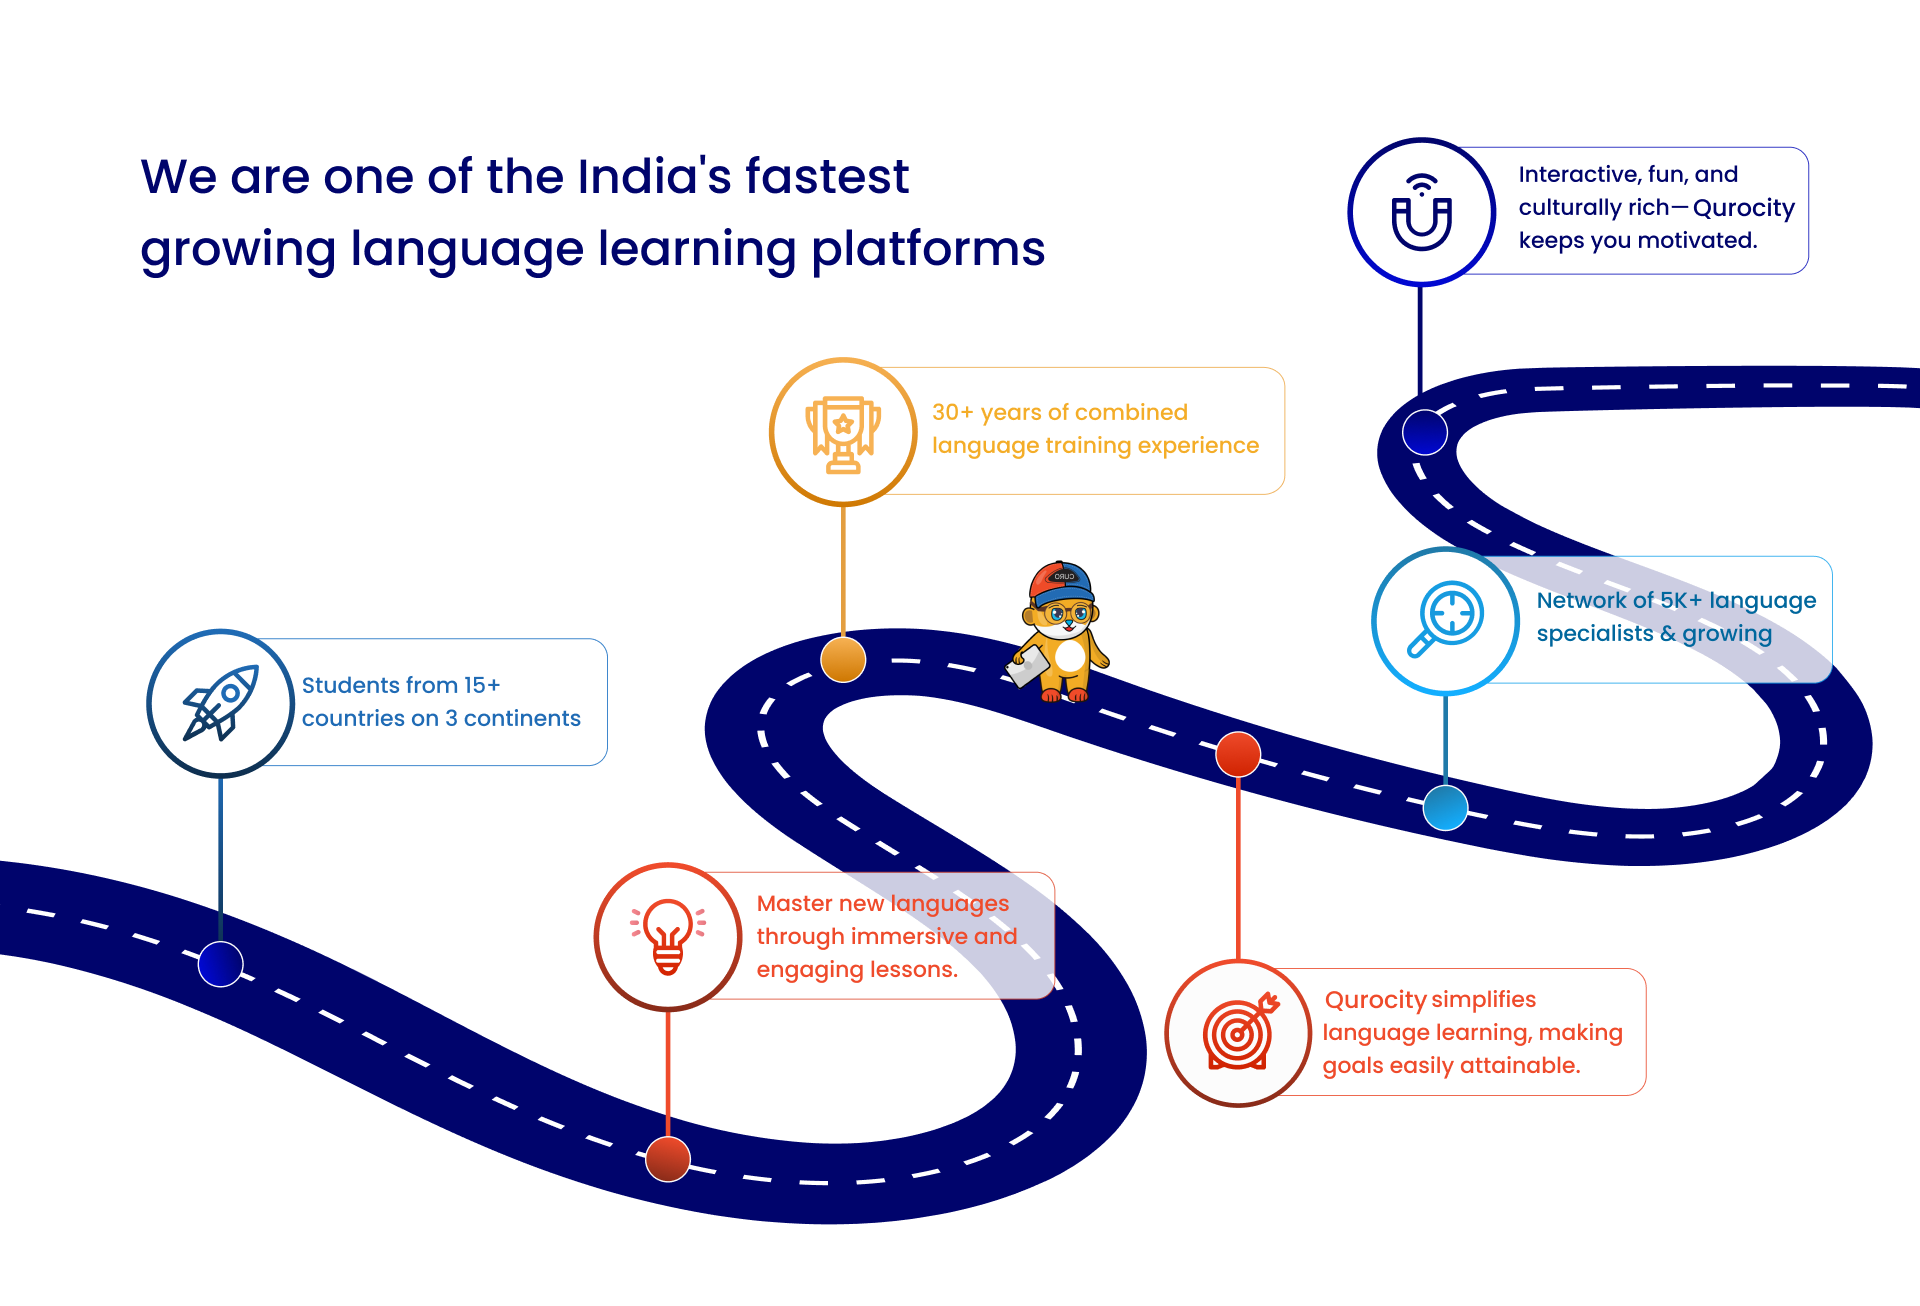 We are one of the India's fastest
growing language learning platforms
Interactive, fun, and
culturally rich—Qurocity
keeps you motivated.
30+ years of combined
language training experience
CURO
Network of 5K+ language
specialists & growing
Students from 15+
countries on 3 continents
Master new languages
through immersive and
engaging lessons.
Qurocity simplifies
language learning, making
goals easily attainable.